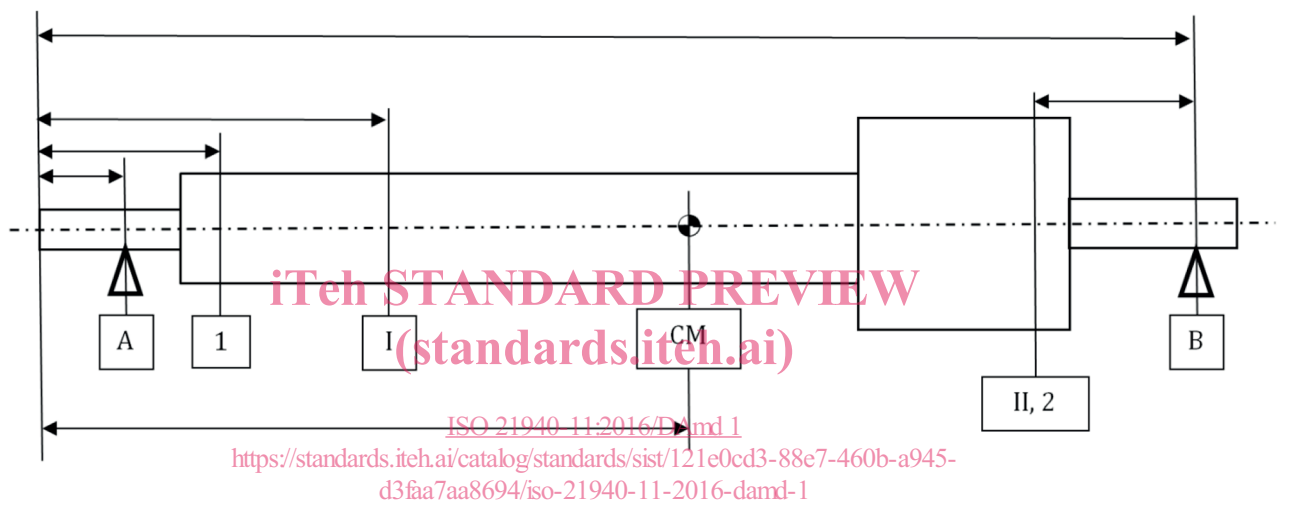 iTeh STANDARD PREVIEW
A
1
I
(standards.iteh.ai)
CM
B
II, 2
ISO 21940-11:2016/DAmd 1
https://standards.iteh.ai/catalog/standards/sist/121e0cd3-88e7-460b-a945-
d3faa7aa8694/iso-21940-11-2016-damd-1